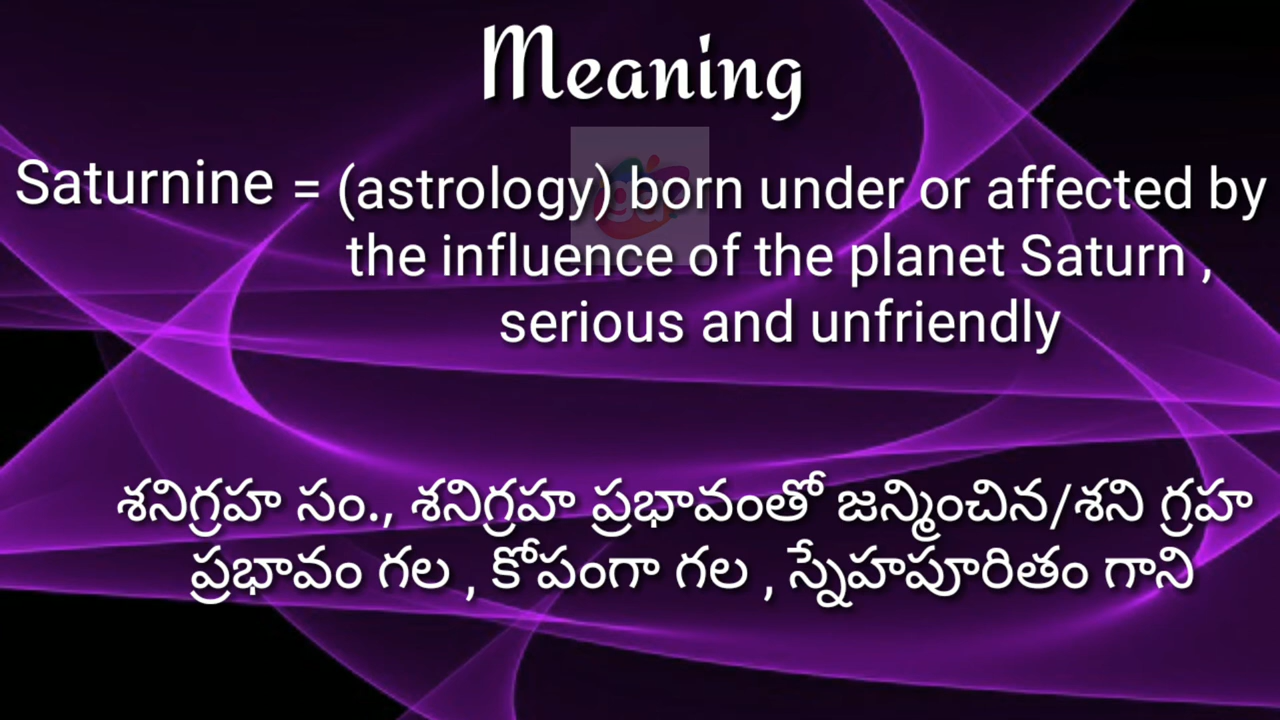 Meaning
Saturnine = (astrology) born under or affected by
the influence of the planet Saturn ,
serious and unfriendly
శనిగ్రహ సం., శనిగ్రహ ప్రభావంతో జన్మించిన/శని గ్రహ
ప్రభావం గల , కోపంగా గల , స్నేహపూరితం గాని